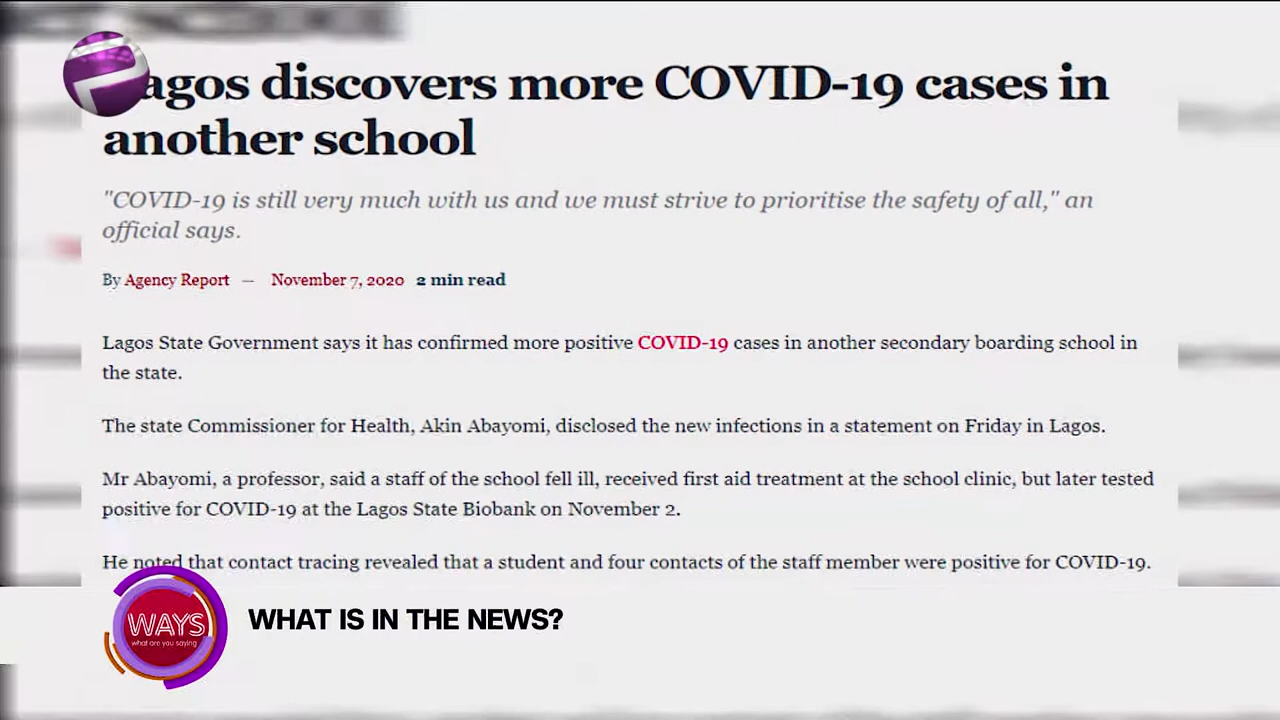 agos discovers more COVID-19 cases in
another school
"COVID-19 is still very much with us and we must strive to prioritise the safety of all," an
official says.
By Agency Report — November 7, 2020 2 min read
Lagos State Government says it has confirmed more positive COVID-19 cases in another secondary boarding school in
the state.
The state Commissioner for Health, Akin Abayomi, disclosed the new infections in a statement on Friday in Lagos.
Mr Abayomi, a professor, said a staff of the school fell ill, received first aid treatment at the school clinic, but later tested
positive for COVID-19 at the Lagos State Biobank on November 2.
He noted that contact tracing revealed that a student and four contacts of the staff member were positive for COVID-19.
WAYS
what are you saying
WHAT IS IN THE NEWS?